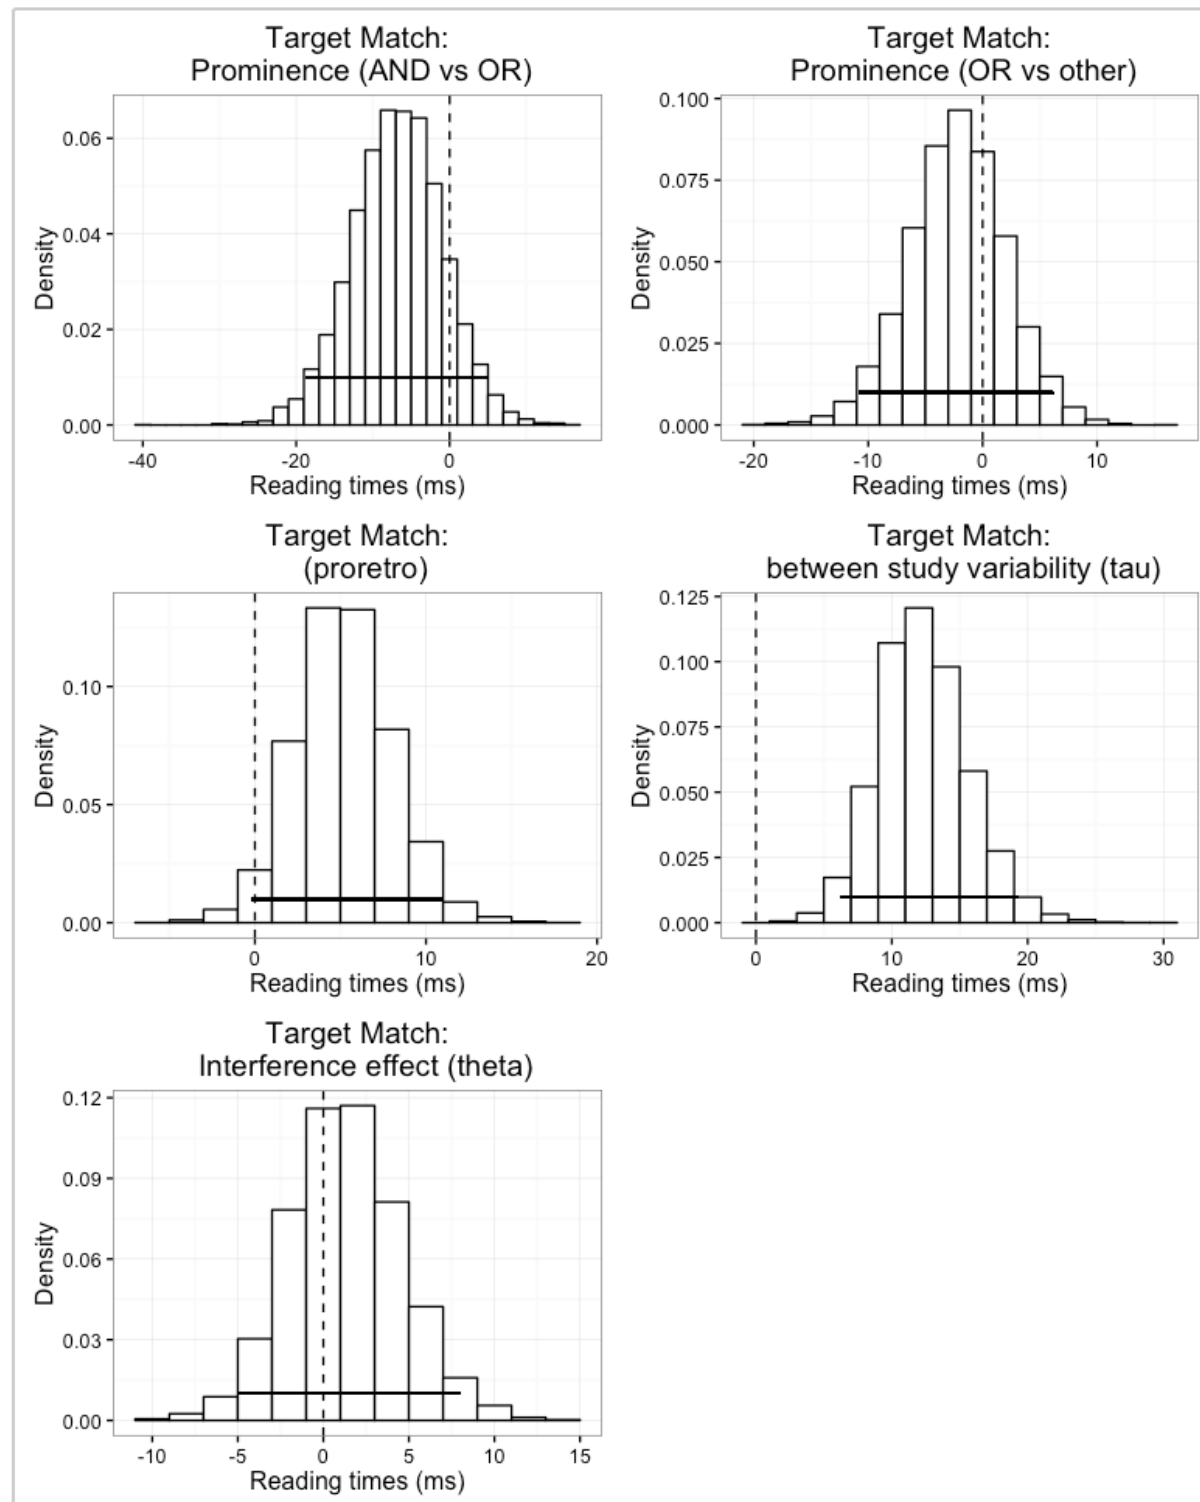 Target Match:
Prominence (AND vs OR)
Density
0.06
0.04
0.02
0.00
-40 -20 0
Reading times (ms)
Target Match:
Prominence (OR vs other)
Density
0.100
0.075
0.050
0.025
0.000
-20 -10 0 10
Reading times (ms)
Target Match:
(proretro)
Density
0.10
0.05
0.00
0 10 20
Reading times (ms)
Target Match:
between study variability (tau)
Density
0.125
0.100
0.075
0.050
0.025
0.000
0 10 20 30
Reading times (ms)
Target Match:
Interference effect (theta)
Density
0.12
0.09
0.06
0.03
0.00
-10 -5 0 5 10 15
Reading times (ms)